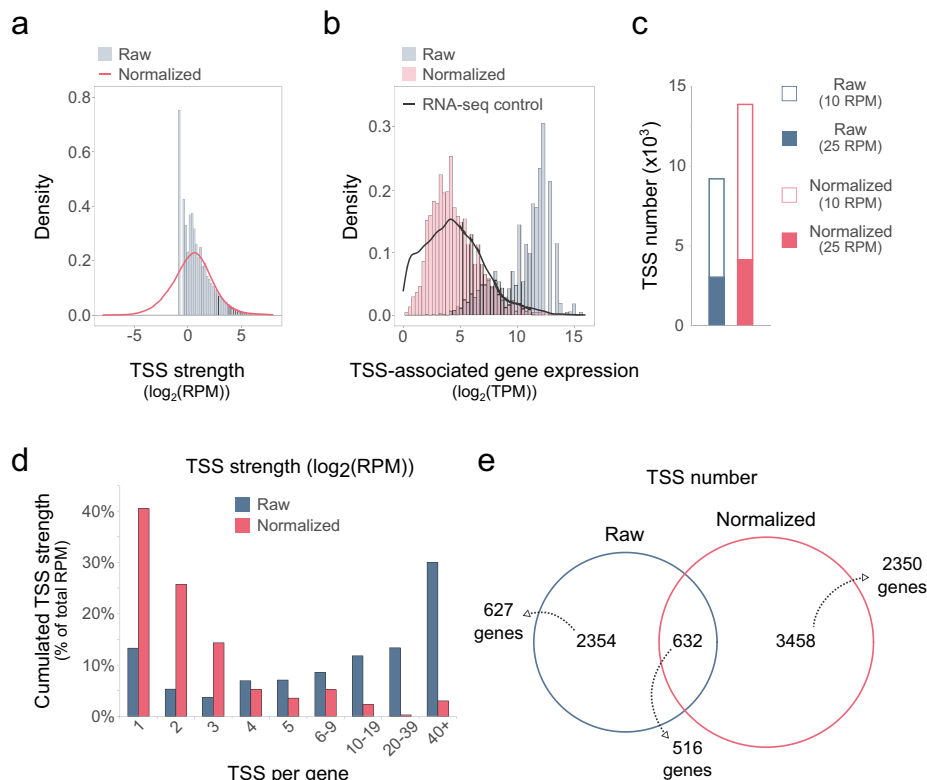 a
Raw
Normalized
0.8
0.6
0.4
0.2
0.0
Density
0
5
TSS strength
(log2(RPM))
b
Raw
Normalized
RNA-seq control
0.3
0.2
0.1
0.0
Density
0
5
10
15
TSS-associated gene expression
(log2(TPM))
c
15
10
5
0
TSS number (x10³)
Raw
(10 RPM)
Raw
(25 RPM)
Normalized
(10 RPM)
Normalized
(25 RPM)
d
TSS strength (log2(RPM))
Raw
Normalized
40%
30%
20%
10%
0%
Cumulated TSS strength
(% of total RPM)
1
2
3
4
5
6-9
10-19
20-39
40+
TSS per gene
e
TSS number
Raw
Normalized
627
genes
2354
632
3458
2350
genes
516
genes